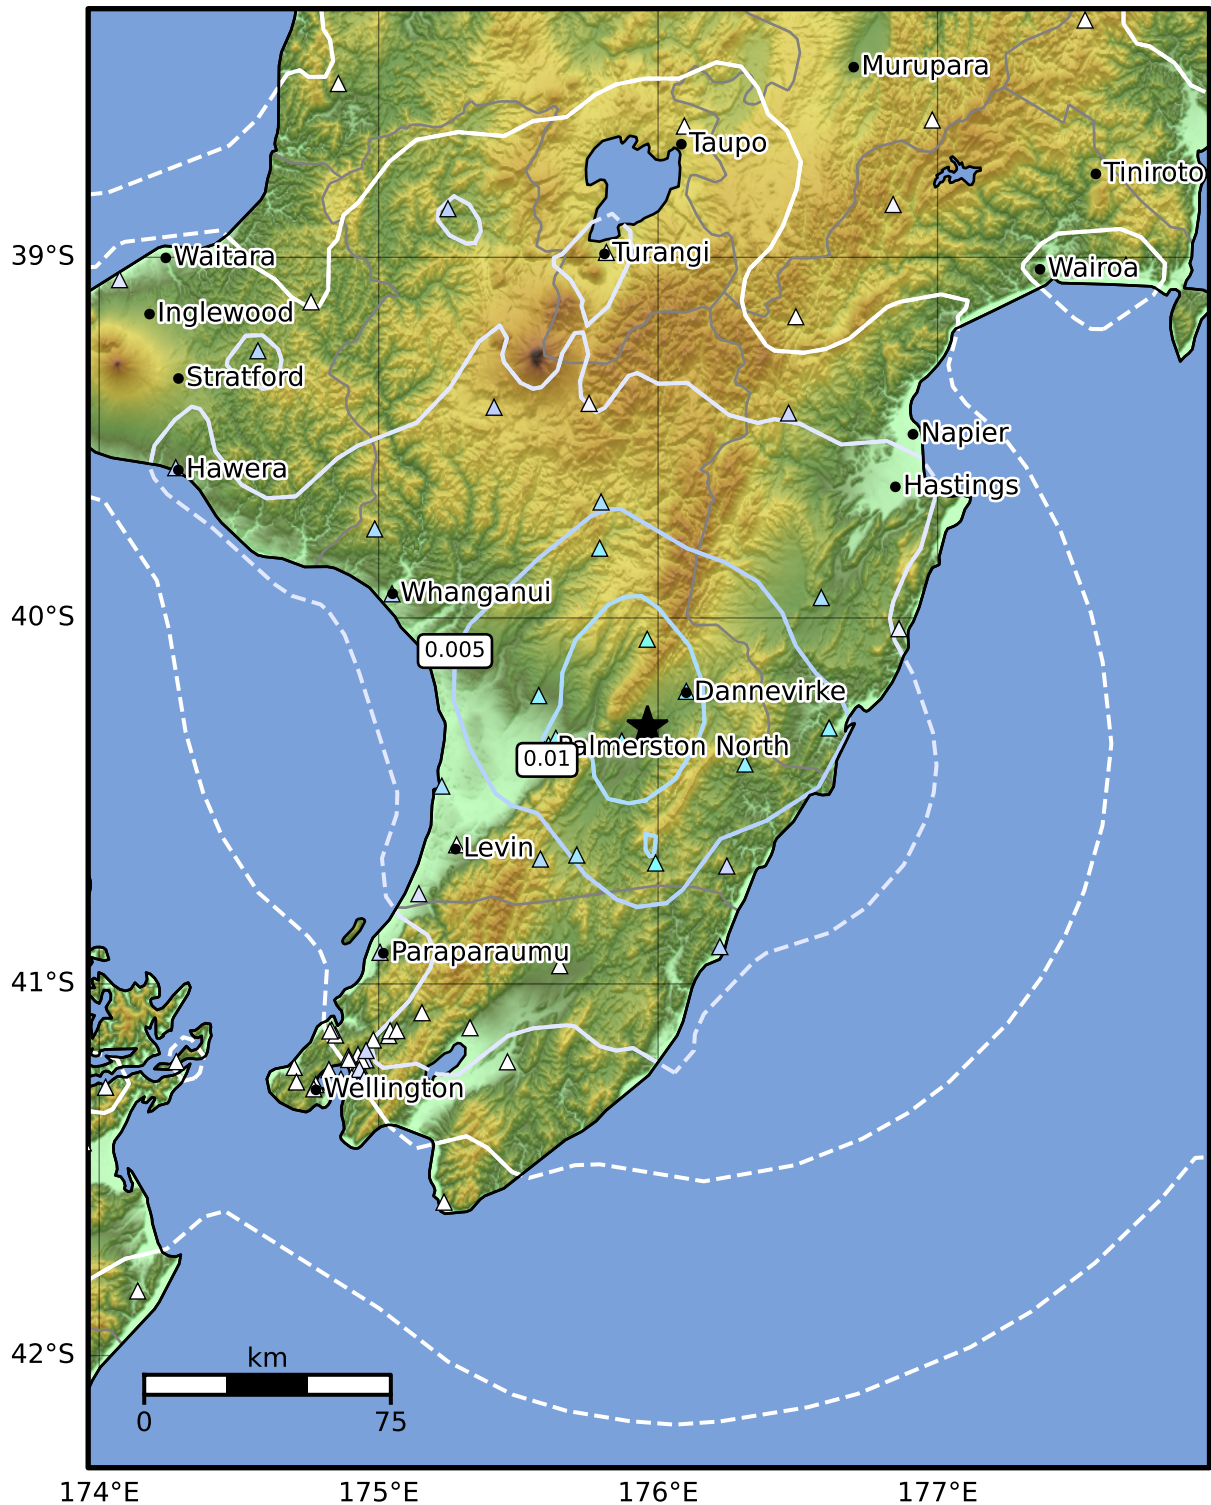 Murupara
Taupo
Tiniroto
39°S
Waitara
Turangi
Wairoa
Inglewood
Stratford
Napier
Hawera
Hastings
Whanganui
40°S
0.005
Dannevirke
Palmerston North
0.01
Levin
Paraparaumu
41°S
Wellington
42°S
km
0
75
174°E
175°E
176°E
177°E